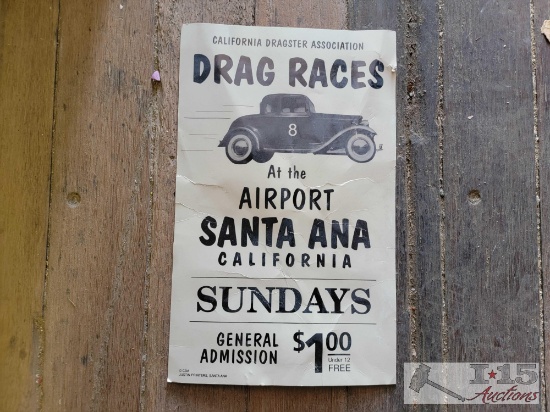 CALIFORNIA DRAGSTER ASSOCIATION
DRAG RACES
8
At the
AIRPORT
SANTA ANA
CALIFORNIA
SUNDAYS
GENERAL
ADMISSION
$1.00
Under 12
FREE
I★15
Auctions